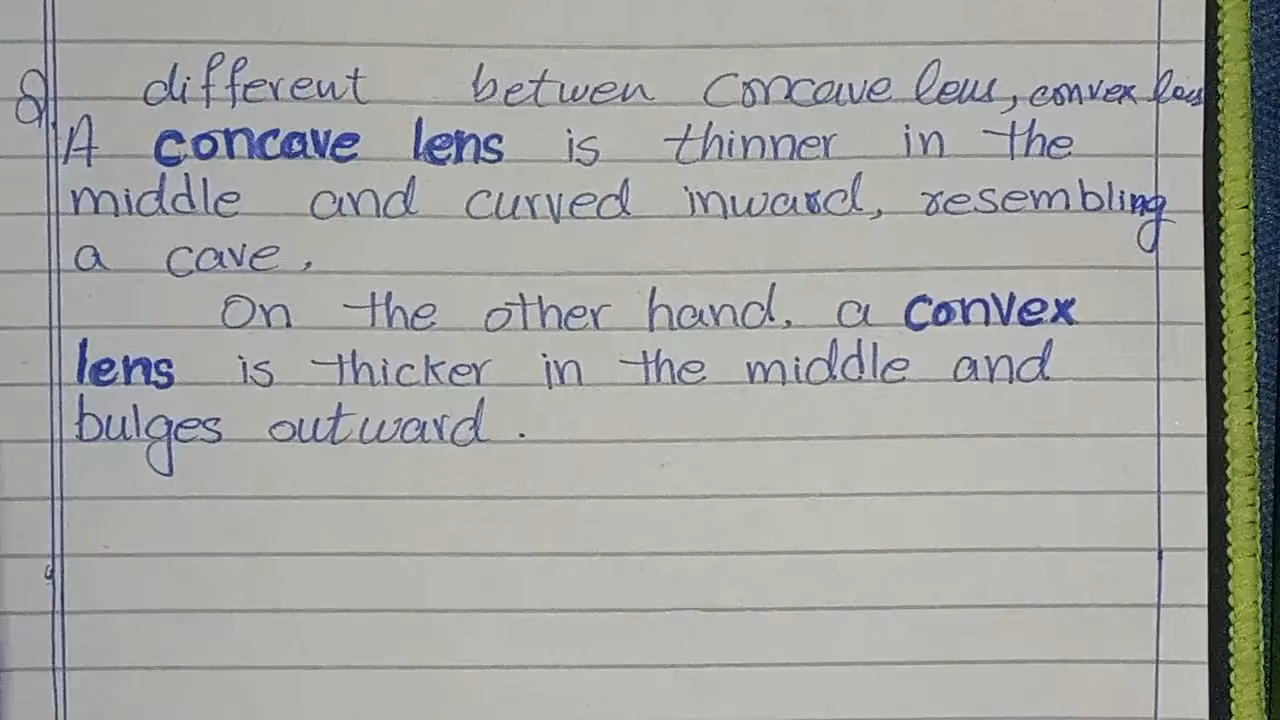 Q different betwen concave lens, convex lens
A concave lens is thinner in the
middle and curved inward, resembling
a cave.
On the other hand, a convex
lens is thicker in the middle and
bulges outward.